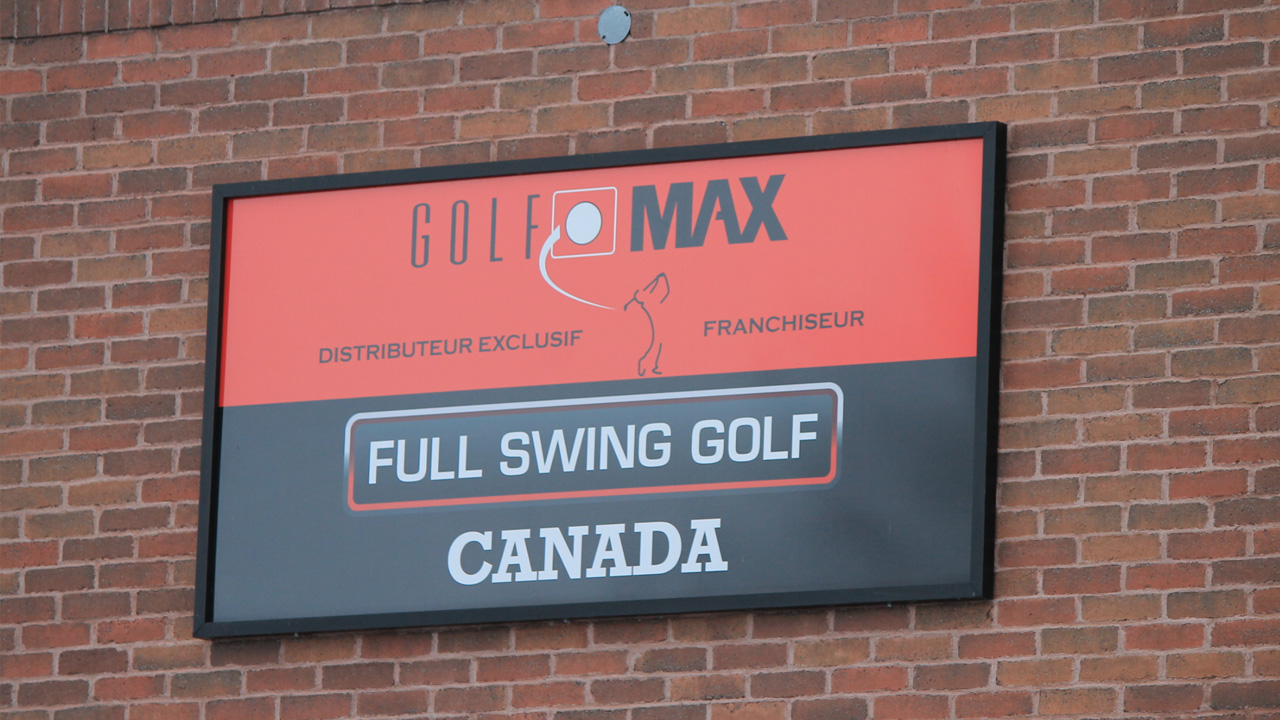 GOLF MAX
DISTRIBUTEUR EXCLUSIF FRANCHISEUR
FULL SWING GOLF
CANADA